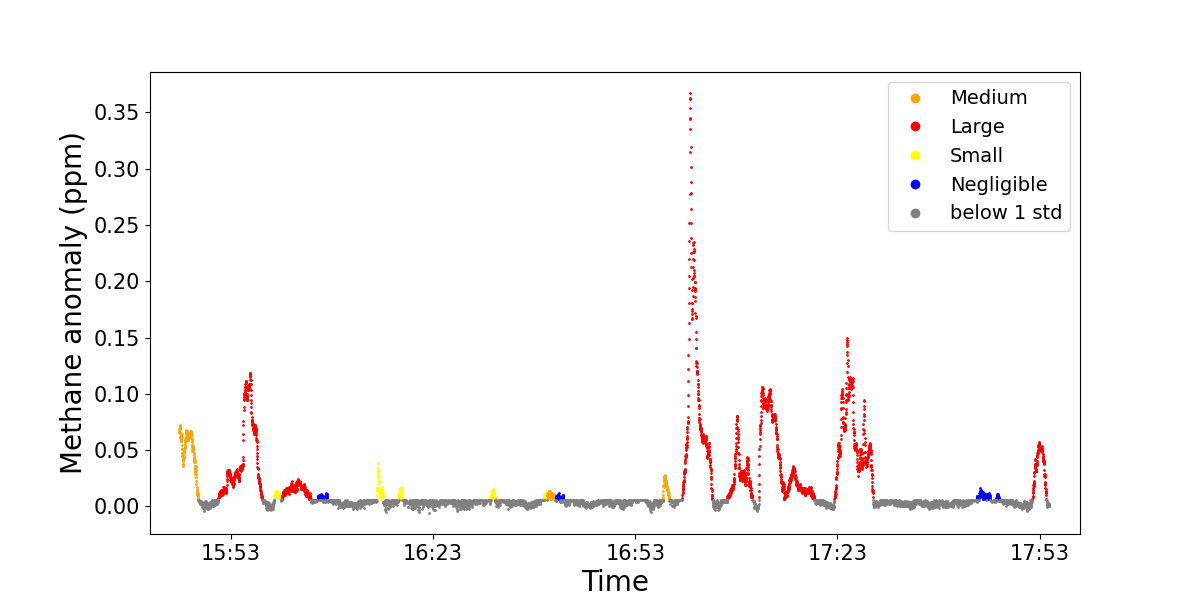 Methane anomaly (ppm)
0.35
0.30
0.25
0.20
0.15
0.10
0.05
0.00
Medium
Large
Small
Negligible
below 1 std
15:53
16:23
16:53
17:23
17:53
Time